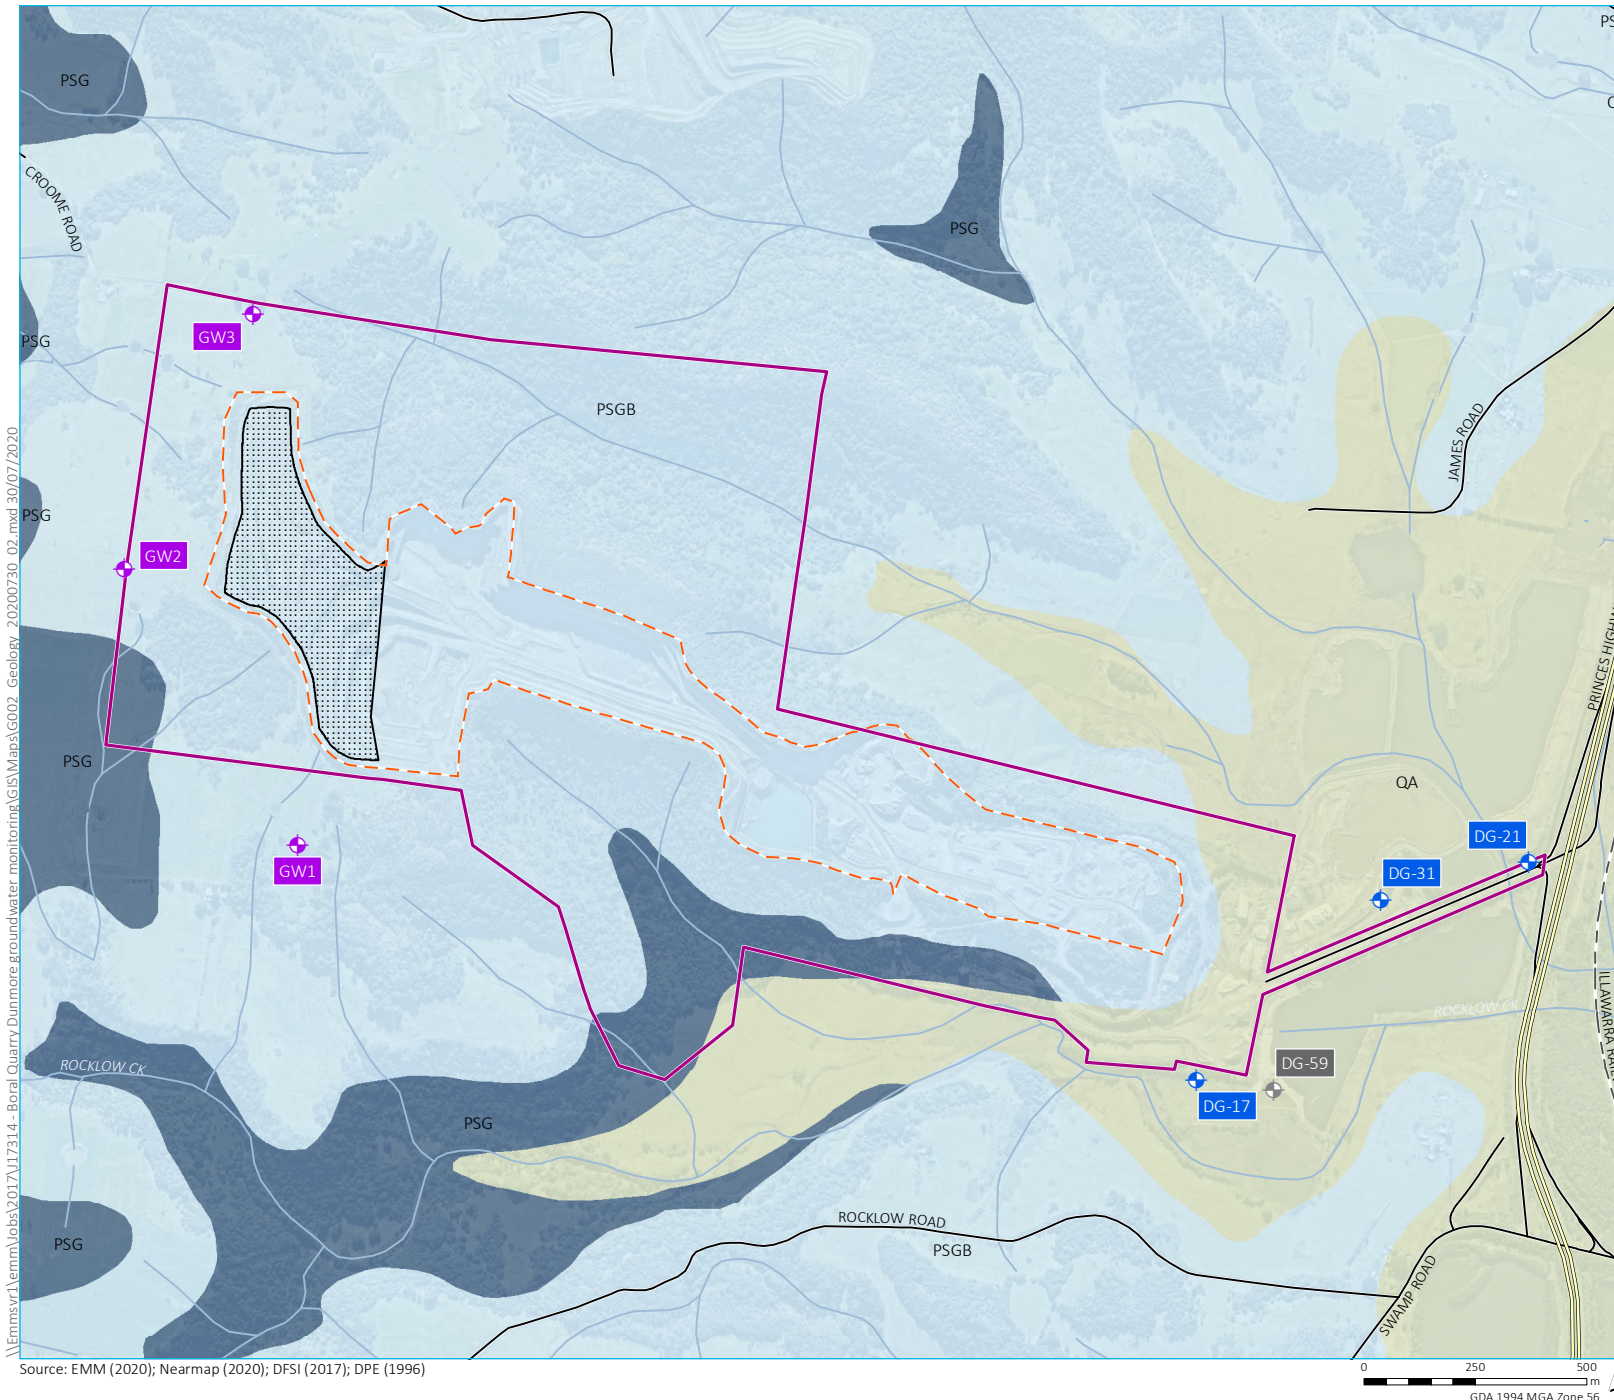 PSG
PS
CROOME ROAD
PSG
GW3
PSG
PSGB
JAMES ROAD
PSG
GW2
PRINCES HIGHW
PSG
QA
DG-21
GW1
DG-31
ILLAWARRA RAIL
ROCKLOW CK
ROCKLOW CK
DG-59
DG-17
PSG
ROCKLOW ROAD
PSG
PSGB
SWAMP ROAD
\\Emmsvr1\emm\Jobs\2017\J17314 - Boral Quarry Dunmore groundwater monitoring\GIS\Maps\G002_Geology_20200730_02.mxd 30/07/2020
Source: EMM (2020); Nearmap (2020); DFSI (2017); DPE (1996)
0 250 500
m
GDA 1994 MGA Zone 56